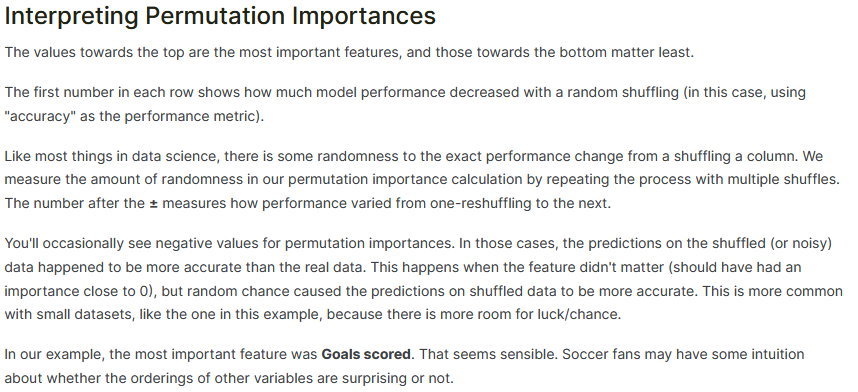 Interpreting Permutation Importances
The values towards the top are the most important features, and those towards the bottom matter least.
The first number in each row shows how much model performance decreased with a random shuffling (in this case, using
"accuracy" as the performance metric).
Like most things in data science, there is some randomness to the exact performance change from a shuffling a column. We
measure the amount of randomness in our permutation importance calculation by repeating the process with multiple shuffles.
The number after the ± measures how performance varied from one-reshuffling to the next.
You'll occasionally see negative values for permutation importances. In those cases, the predictions on the shuffled (or noisy)
data happened to be more accurate than the real data. This happens when the feature didn't matter (should have had an
importance close to 0), but random chance caused the predictions on shuffled data to be more accurate. This is more common
with small datasets, like the one in this example, because there is more room for luck/chance.
In our example, the most important feature was Goals scored. That seems sensible. Soccer fans may have some intuition
about whether the orderings of other variables are surprising or not.